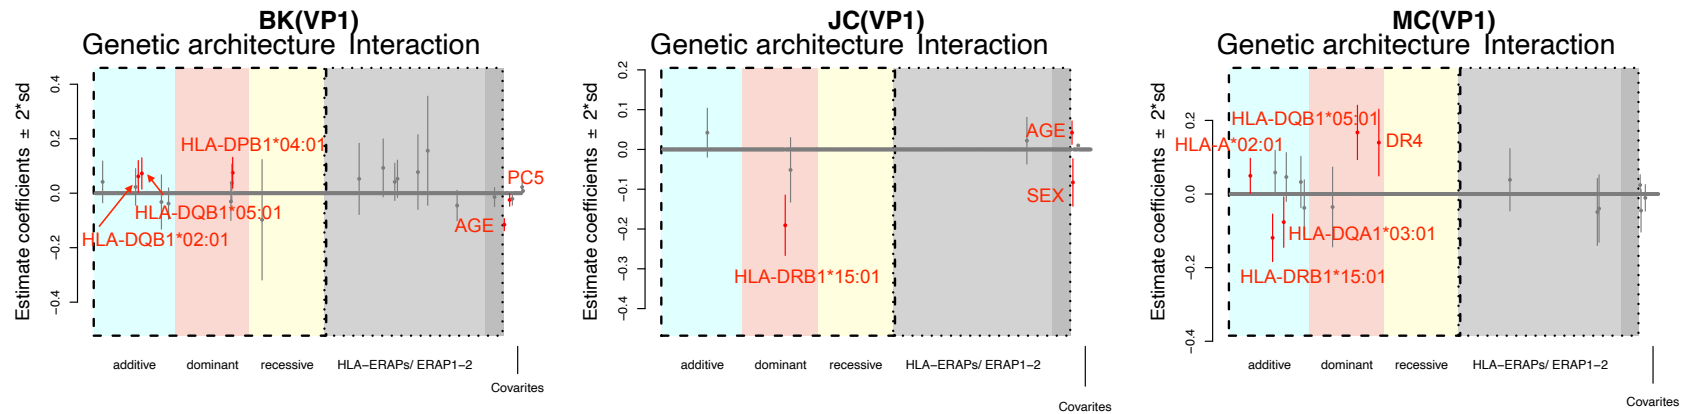 BK(VP1)
Genetic architecture Interaction
Estimate coefficients ± 2*sd
0.4
0.2
0.0
−0.2
−0.4
HLA-DPB1*04:01
HLA-DQB1*05:01
HLA-DQB1*02:01
AGE
PC5
additive
dominant
recessive
HLA−ERAPs/ ERAP1−2
Covarites
JC(VP1)
Genetic architecture Interaction
Estimate coefficients ± 2*sd
0.2
0.1
0.0
−0.1
−0.2
−0.3
−0.4
AGE
SEX
HLA-DRB1*15:01
additive
dominant
recessive
HLA−ERAPs/ ERAP1−2
Covarites
MC(VP1)
Genetic architecture Interaction
Estimate coefficients ± 2*sd
0.2
0.0
−0.2
−0.4
HLA-DQB1*05:01
HLA-A*02:01
DR4
HLA-DQA1*03:01
HLA-DRB1*15:01
additive
dominant
recessive
HLA−ERAPs/ ERAP1−2
Covarites